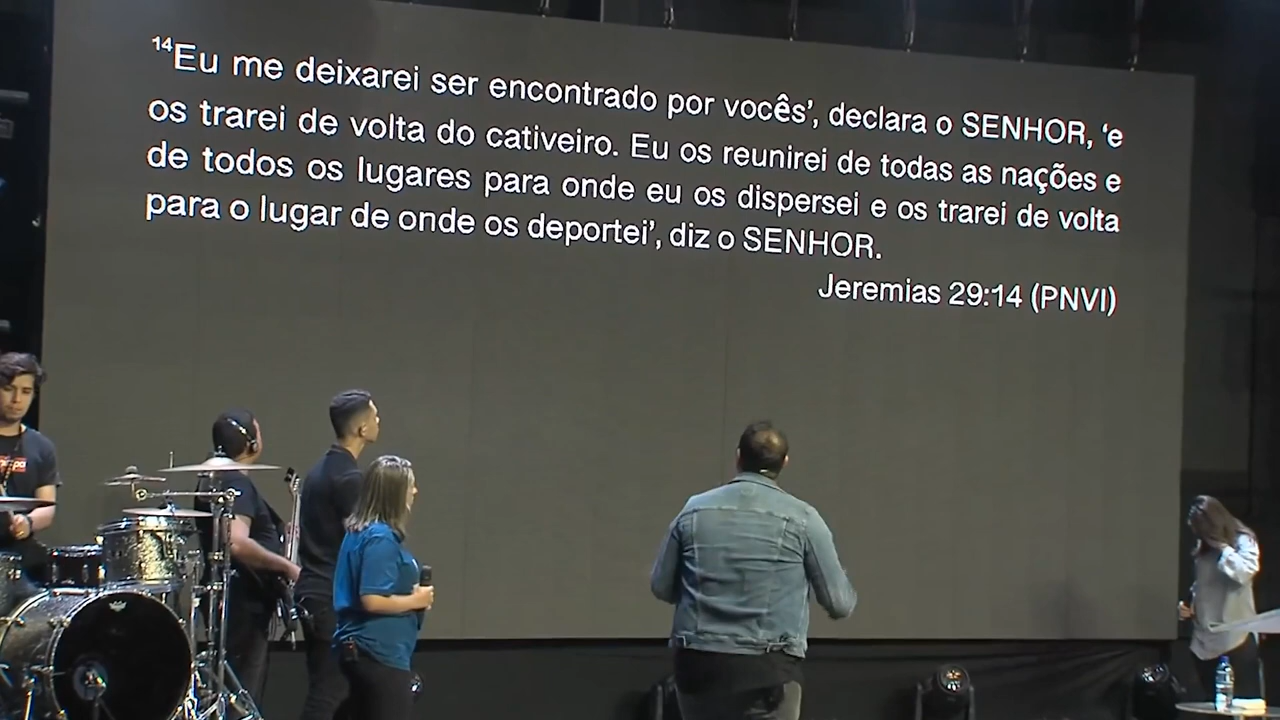 ¹⁴Eu me deixarei ser encontrado por vocês’, declara o SENHOR, ‘e
os trarei de volta do cativeiro. Eu os reunirei de todas as nações e
de todos os lugares para onde eu os dispersei e os trarei de volta
para o lugar de onde os deportei’, diz o SENHOR.
Jeremias 29:14 (PNVI)